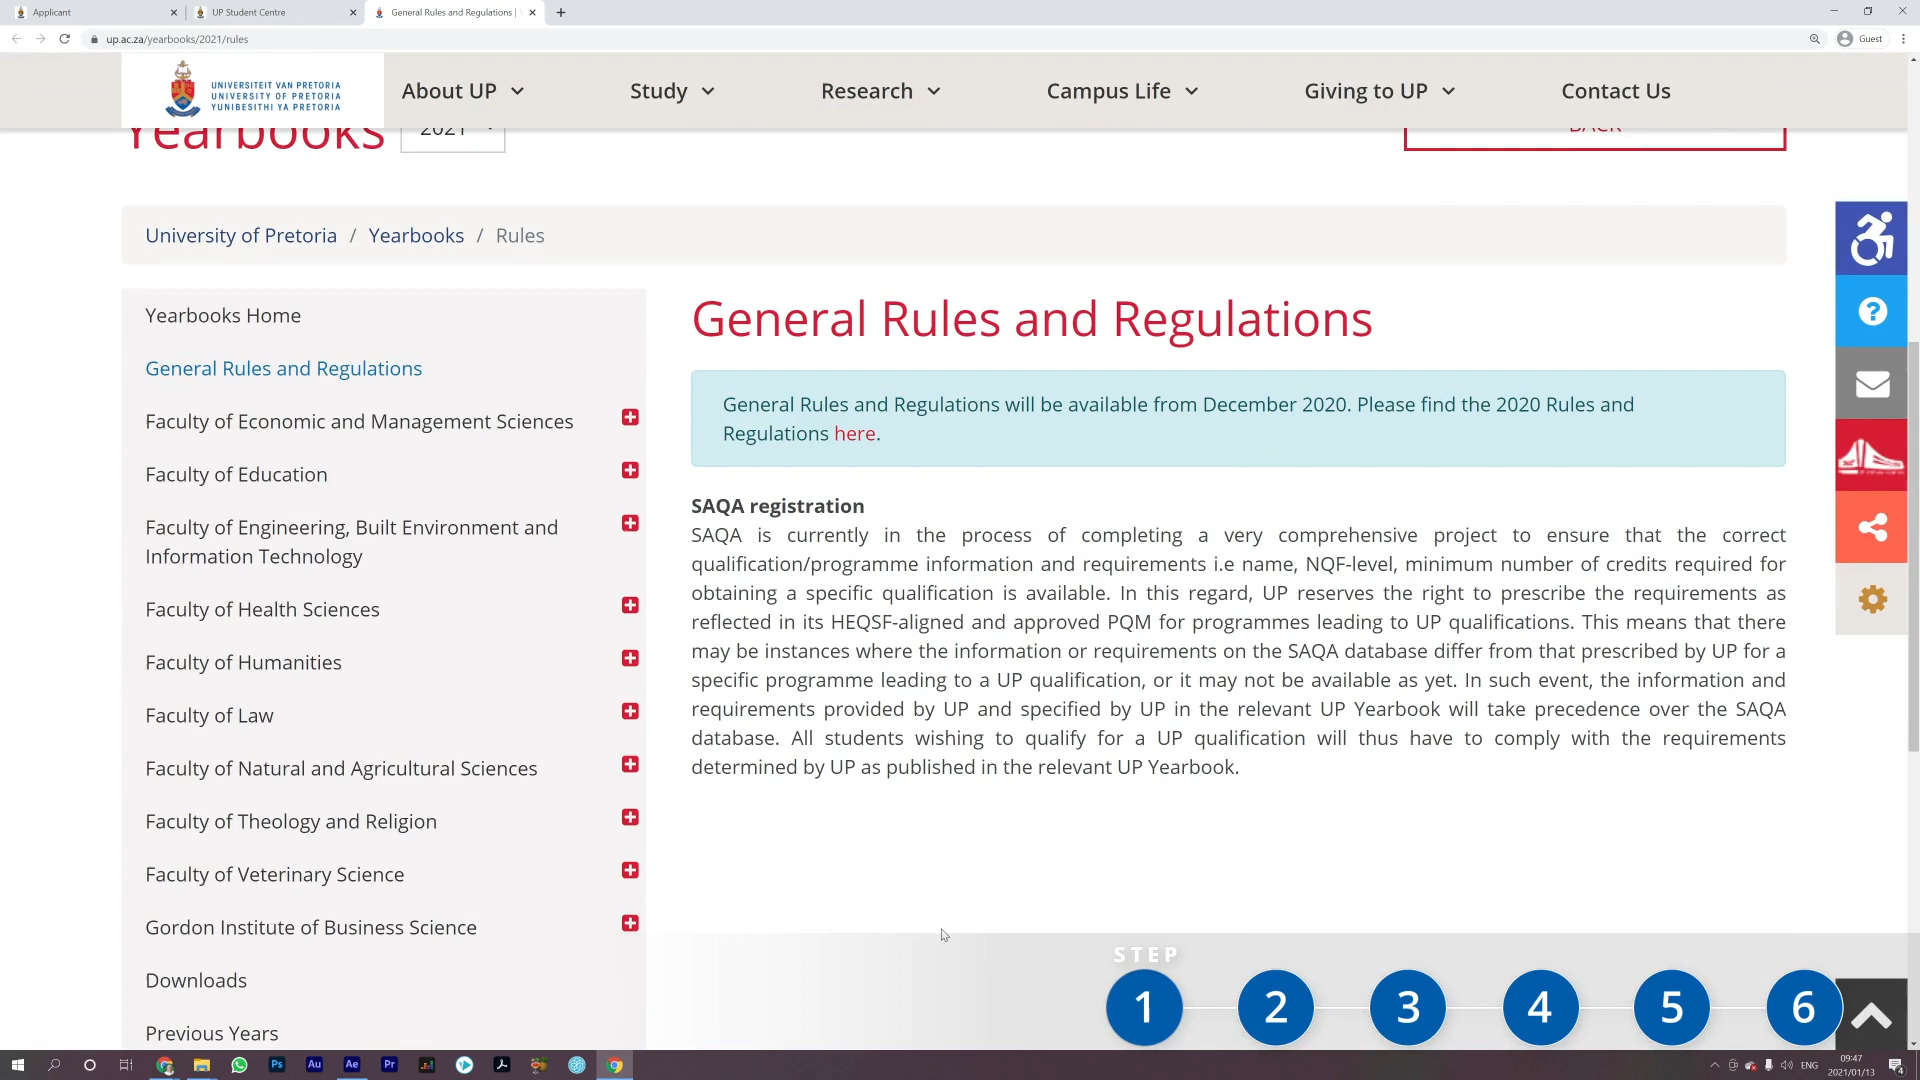 Applicant
UP Student Centre
General Rules and Regulations |
up.ac.za/yearbooks/2021/rules
Guest
UNIVERSITEIT VAN PRETORIA
UNIVERSITY OF PRETORIA
YUNIBESITHI YA PRETORIA
About UP
Study
Research
Campus Life
Giving to UP
Contact Us
Yearbooks
2021
BACK
University of Pretoria / Yearbooks / Rules
Yearbooks Home
General Rules and Regulations
Faculty of Economic and Management Sciences
Faculty of Education
Faculty of Engineering, Built Environment and
Information Technology
Faculty of Health Sciences
Faculty of Humanities
Faculty of Law
Faculty of Natural and Agricultural Sciences
Faculty of Theology and Religion
Faculty of Veterinary Science
Gordon Institute of Business Science
Downloads
Previous Years
General Rules and Regulations
General Rules and Regulations will be available from December 2020. Please find the 2020 Rules and
Regulations here.
SAQA registration
SAQA is currently in the process of completing a very comprehensive project to ensure that the correct
qualification/programme information and requirements i.e name, NQF-level, minimum number of credits required for
obtaining a specific qualification is available. In this regard, UP reserves the right to prescribe the requirements as
reflected in its HEQSF-aligned and approved PQM for programmes leading to UP qualifications. This means that there
may be instances where the information or requirements on the SAQA database differ from that prescribed by UP for a
specific programme leading to a UP qualification, or it may not be available as yet. In such event, the information and
requirements provided by UP and specified by UP in the relevant UP Yearbook will take precedence over the SAQA
database. All students wishing to qualify for a UP qualification will thus have to comply with the requirements
determined by UP as published in the relevant UP Yearbook.
STEP
1 2 3 4 5 6
Ps
Au
Ae
Pr
ENG
09:47
2021/01/13
4